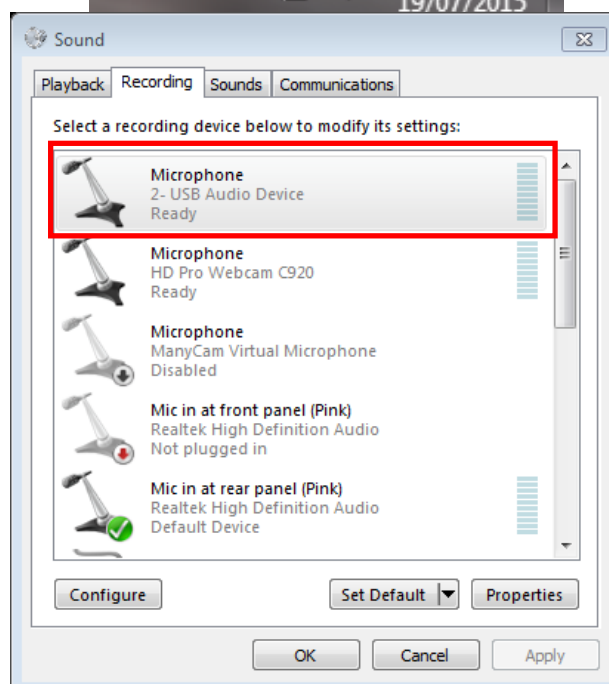 19/07/2015
Sound
Playback Recording Sounds Communications
Select a recording device below to modify its settings:
Microphone
2- USB Audio Device
Ready
Microphone
HD Pro Webcam C920
Ready
Microphone
ManyCam Virtual Microphone
Disabled
Mic in at front panel (Pink)
Realtek High Definition Audio
Not plugged in
Mic in at rear panel (Pink)
Realtek High Definition Audio
Default Device
Configure Set Default Properties
OK Cancel Apply